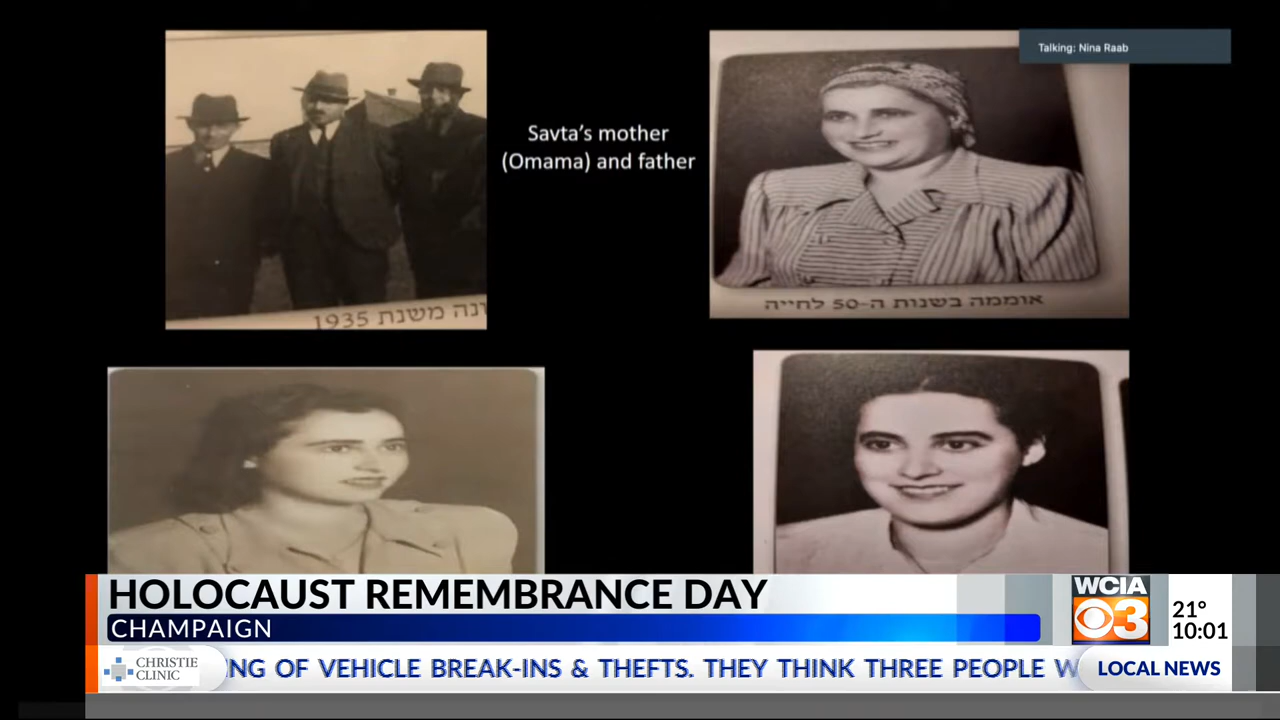 Talking: Nina Raab
Savta's mother
(Omama) and father
ונה משנת 1935
אוממה בשנות ה-50 לחייה
HOLOCAUST REMEMBRANCE DAY
CHAMPAIGN
WCIA
3
21°
10:01
CHRISTIE
CLINIC
NG OF VEHICLE BREAK-INS & THEFTS. THEY THINK THREE PEOPLE W
LOCAL NEWS